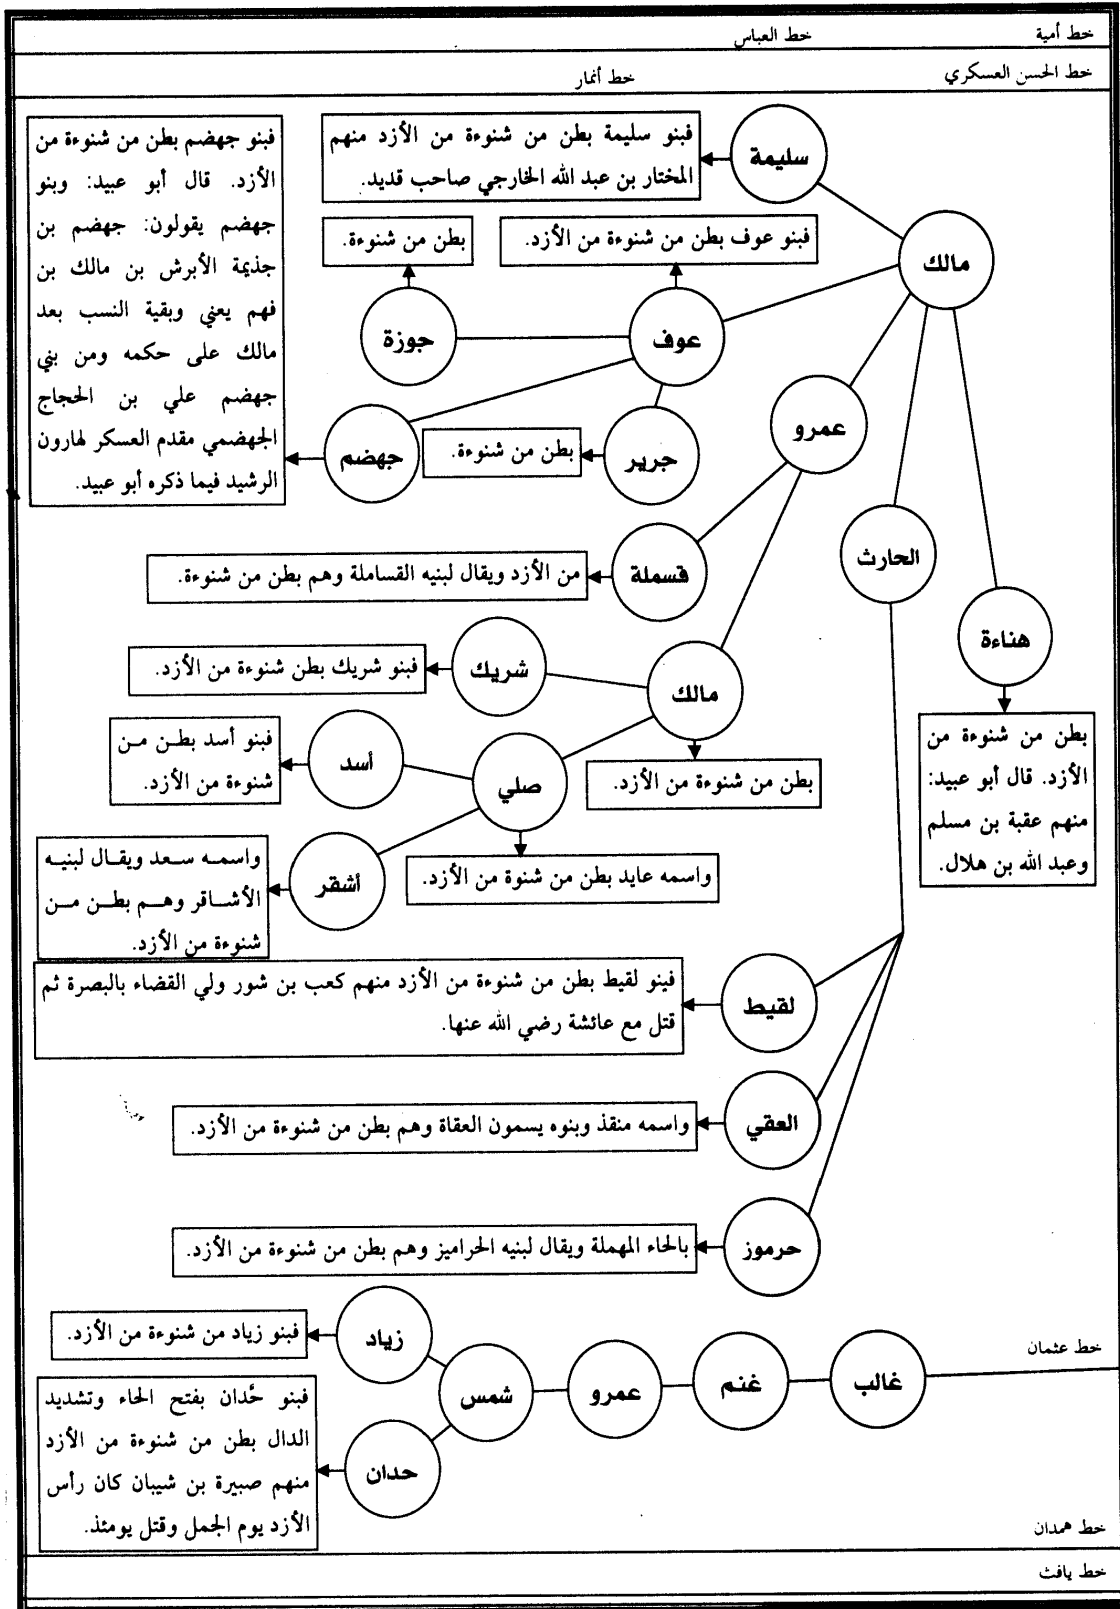 خط أمية
خط العباس
خط الحسن العسكري
خط أنمار
سليمة
فبنو سليمة بطن من شنوءة من الأزد منهم
المختار بن عبد الله الخارجي صاحب قديد.
فبنو جهضم بطن من شنوءة من
الأزد. قال أبو عبيد: وبنو
جهضم يقولون: جهضم بن
جذيمة الأبرش بن مالك بن
فهم يعني وبقية النسب بعد
مالك على حكمه ومن بني
جهضم علي بن الحجاج
الجهضمي مقدم العسكر لهارون
الرشيد فيما ذكره أبو عبيد.
مالك
فبنو عوف بطن من شنوءة من الأزد.
بطن من شنوءة.
عوف
جوزة
عمرو
جرير
بطن من شنوءة.
جهضم
الحارث
قسملة
من الأزد ويقال لبنيه القساملة وهم بطن من شنوءة.
هناءة
شريك
فبنو شريك بطن شنوءة من الأزد.
مالك
بطن من شنوءة من
الأزد. قال أبو عبيد:
منهم عقبة بن مسلم
وعبد الله بن هلال.
بطن من شنوءة من الأزد.
صلي
أسد
فبنو أسد بطن من
شنوءة من الأزد.
واسمه عايد بطن من شنوة من الأزد.
أشقر
واسمه سعد ويقال لبنيه
الأشاقر وهم بطن من
شنوءة من الأزد.
لقيط
فينو لقيط بطن من شنوءة من الأزد منهم كعب بن شور ولي القضاء بالبصرة ثم
قتل مع عائشة رضي الله عنها.
العقي
واسمه منقذ وبنوه يسمون العقاة وهم بطن من شنوءة من الأزد.
حرموز
بالحاء المهملة ويقال لبنيه الحراميز وهم بطن من شنوءة من الأزد.
خط عثمان
غالب
غنم
عمرو
شمس
زياد
فبنو زياد من شنوءة من الأزد.
حدان
فبنو حَّدان بفتح الحاء وتشديد
الدال بطن من شنوءة من الأزد
منهم صبيرة بن شيبان كان رأس
الأزد يوم الجمل وقتل يومئذ.
خط همدان
خط يافث